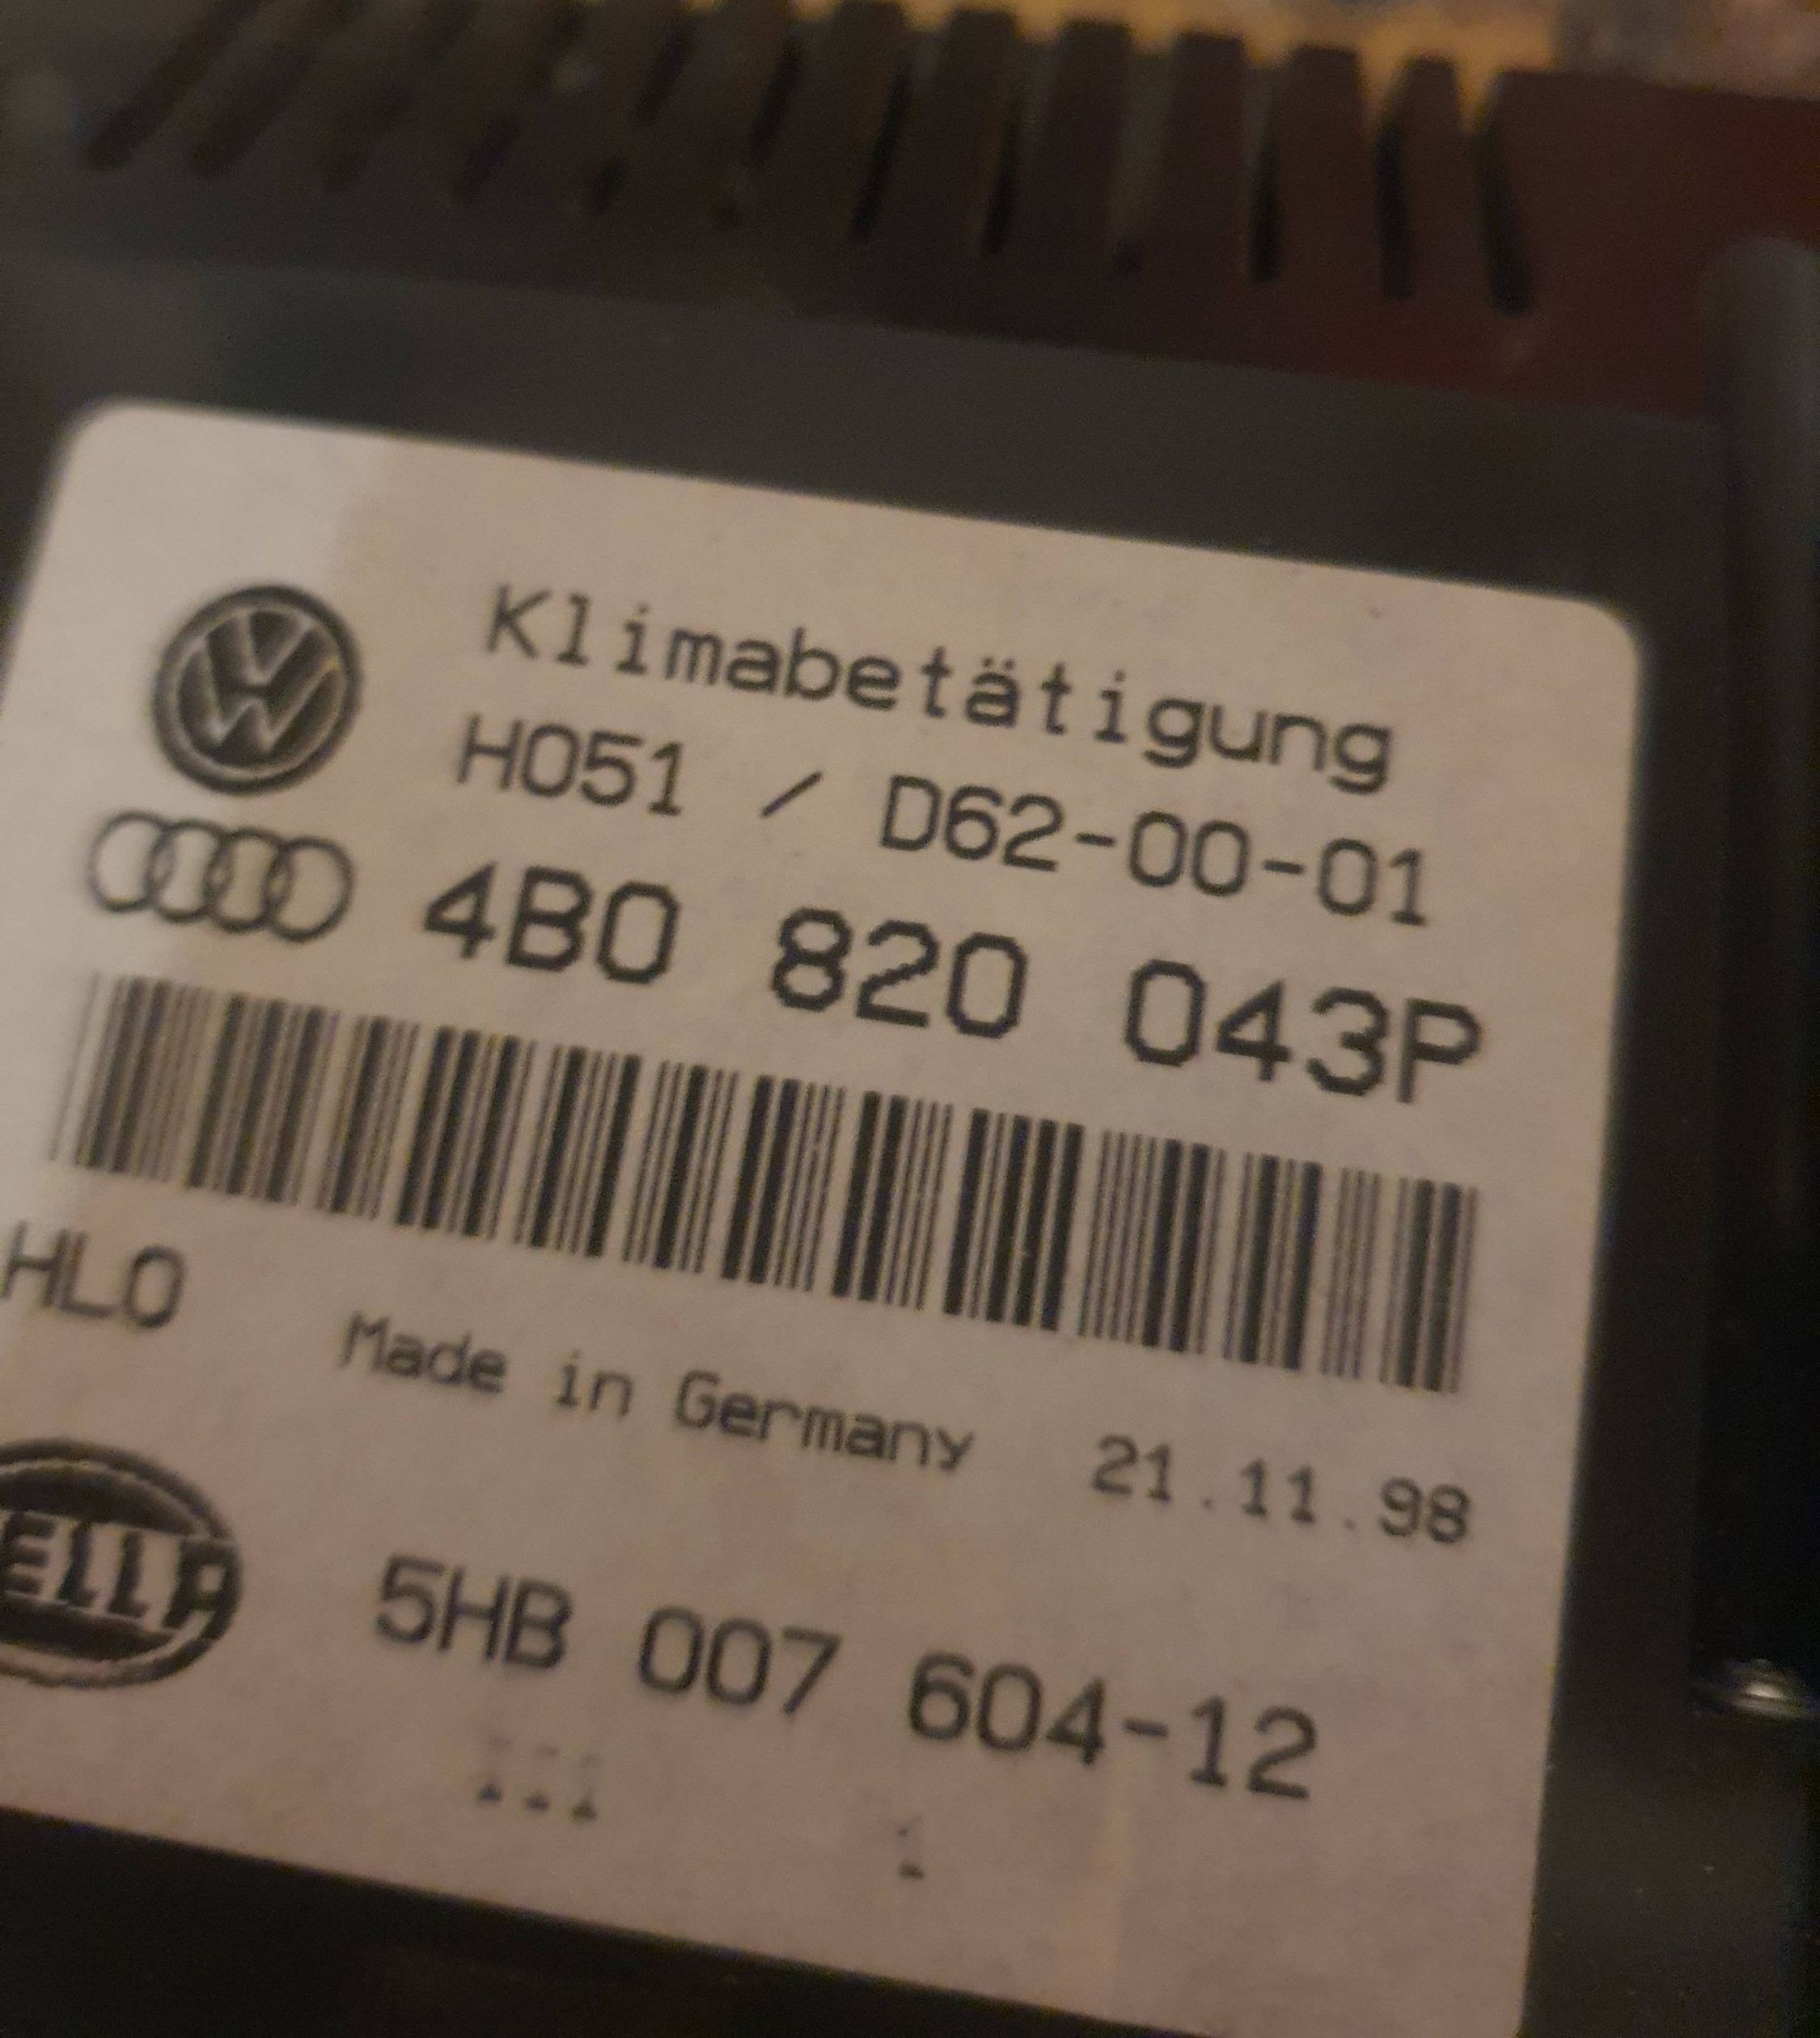 Klimabetätigung
H051 / D62-00-01
4B0 820 043P
HLO
Made in Germany 21.11.98
5HB 007 604-12